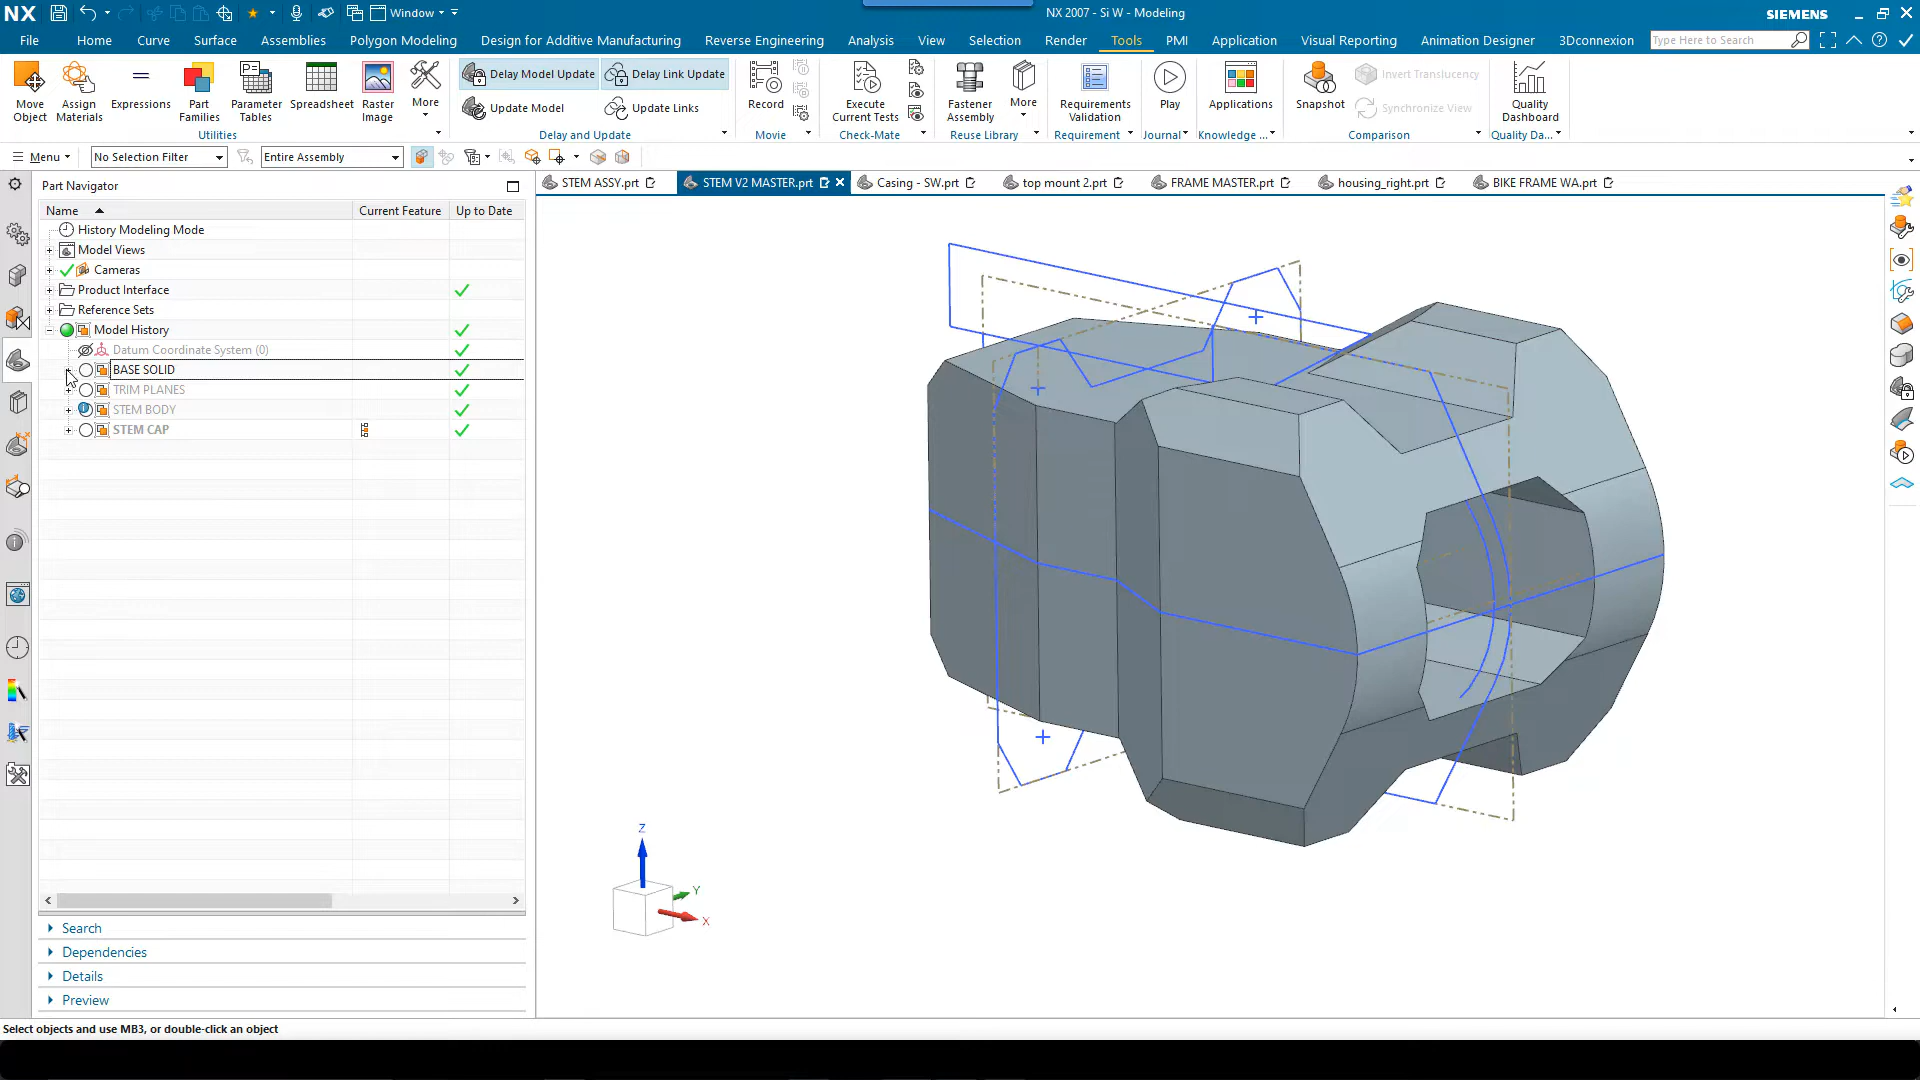 NX
Window
NX 2007 - Si W - Modeling
SIEMENS
File Home Curve Surface Assemblies Polygon Modeling Design for Additive Manufacturing Reverse Engineering Analysis View Selection Render Tools PMI Application Visual Reporting Animation Designer 3Dconnexion
Type Here to Search
Move Object
Assign Materials
Expressions
Part Families
Parameter Tables
Spreadsheet
Raster Image
More
Delay Model Update
Delay Link Update
Update Model
Update Links
Record
Execute Current Tests
Fastener Assembly
More
Requirements Validation
Play
Applications
Snapshot
Invert Translucency
Synchronize View
Quality Dashboard
Utilities
Delay and Update
Movie
Check-Mate
Reuse Library
Requirement
Journal
Knowledge ...
Comparison
Quality Da...
Menu
No Selection Filter
Entire Assembly
Part Navigator
STEM ASSY.prt
STEM V2 MASTER.prt
Casing - SW.prt
top mount 2.prt
FRAME MASTER.prt
housing_right.prt
BIKE FRAME WA.prt
Name Current Feature Up to Date
History Modeling Mode
Model Views
Cameras
Product Interface
Reference Sets
Model History
Datum Coordinate System (0)
BASE SOLID
TRIM PLANES
STEM BODY
STEM CAP
Z
Y
X
Search
Dependencies
Details
Preview
Select objects and use MB3, or double-click an object